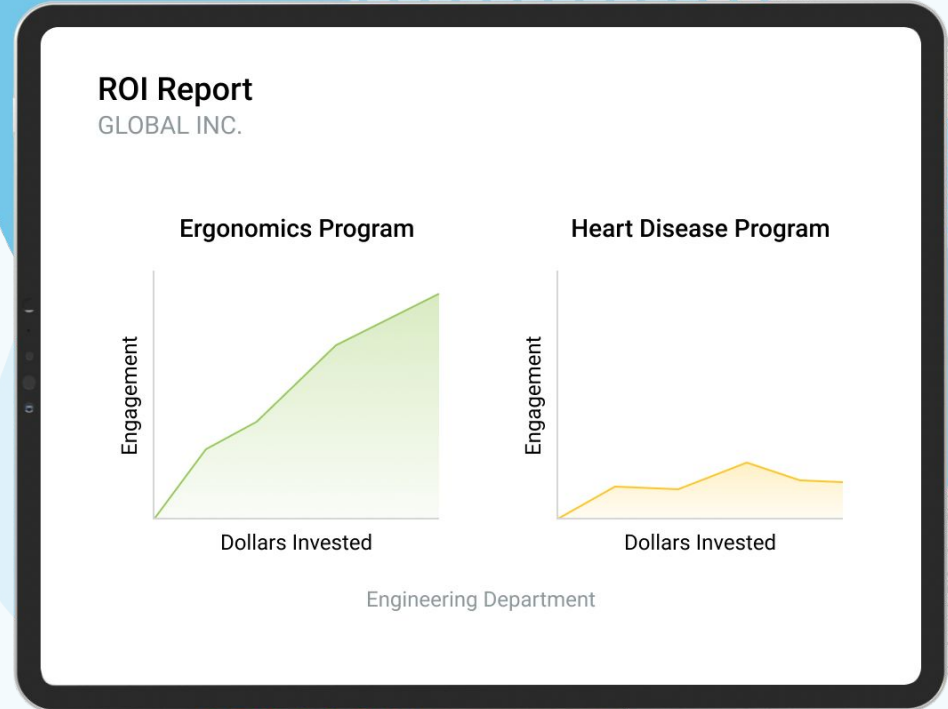 ROI Report
GLOBAL INC.
Ergonomics Program
Heart Disease Program
Engagement
Engagement
Dollars Invested
Dollars Invested
Engineering Department